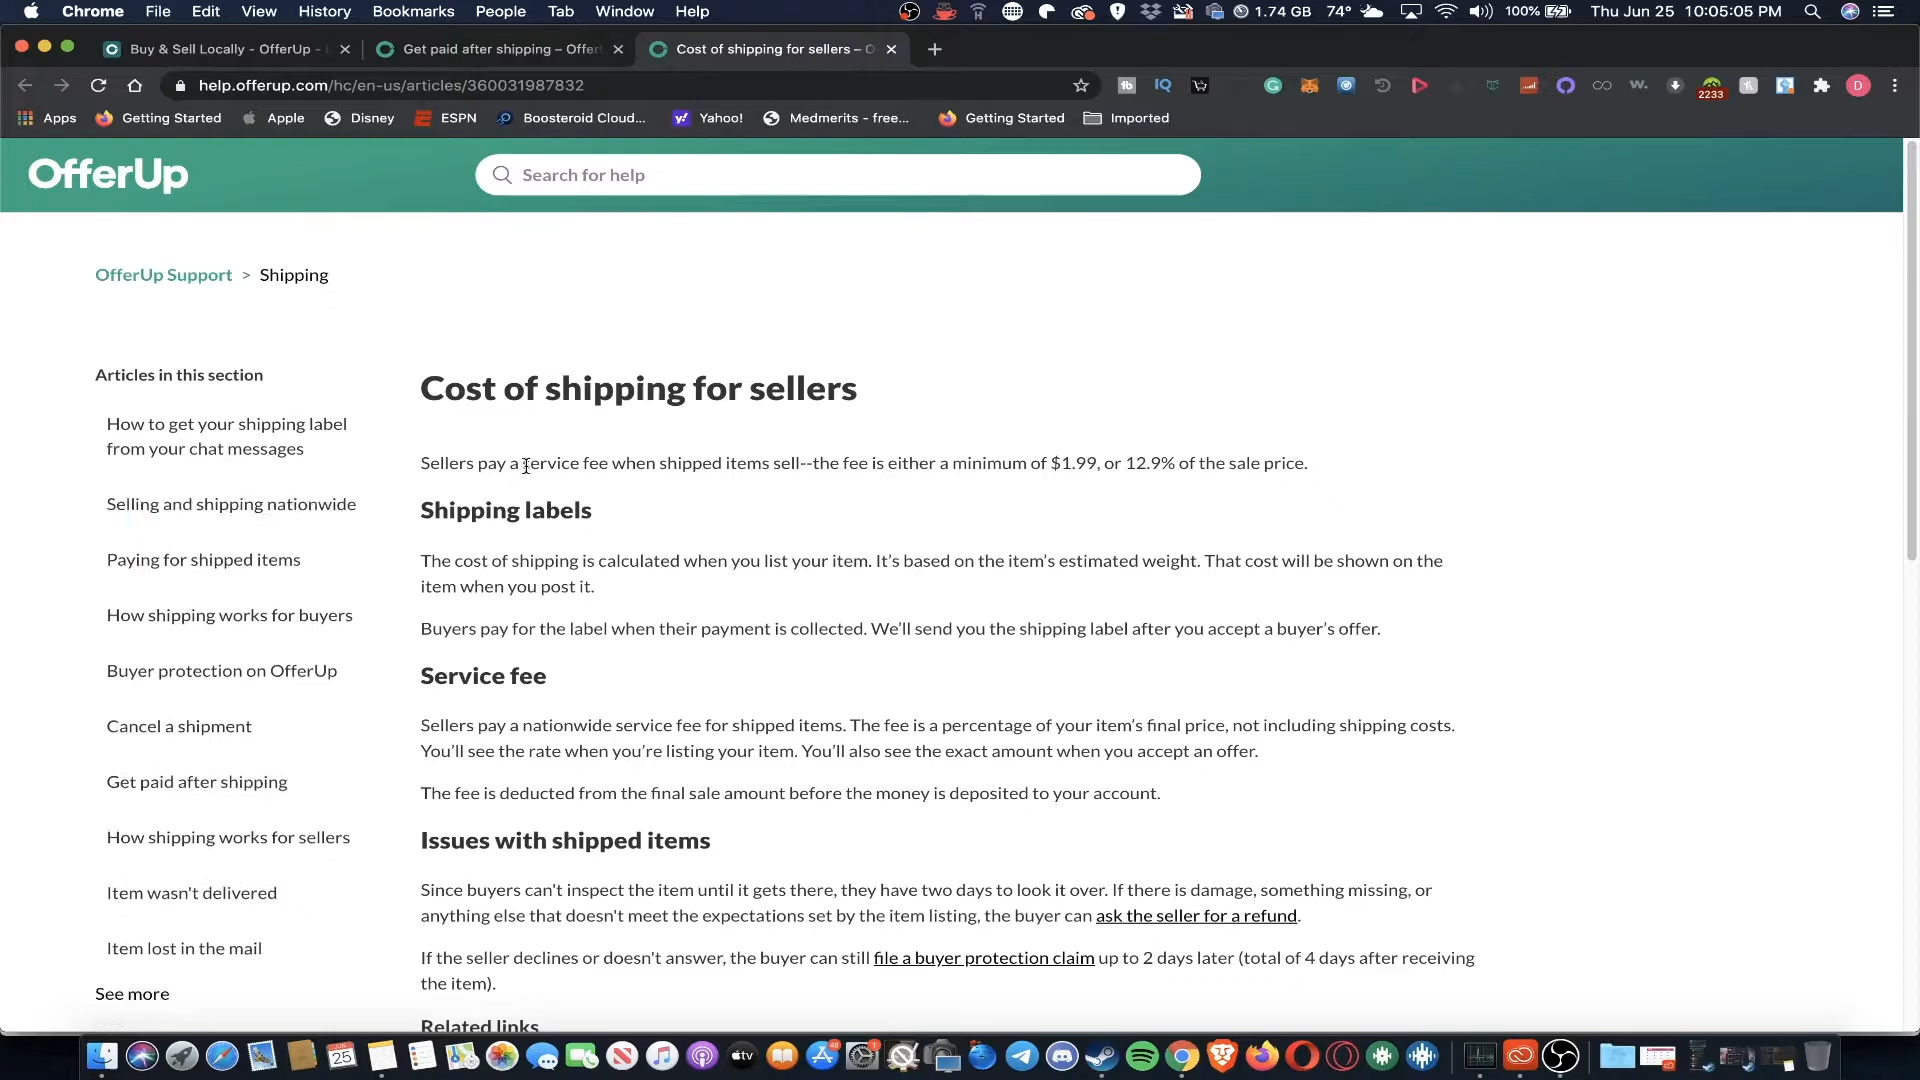 Chrome File Edit View History Bookmarks People Tab Window Help 1.74 GB 74° 100% Thu Jun 25 10:05:05 PM
Buy & Sell Locally - OfferUp - Get paid after shipping – Offer Cost of shipping for sellers – O
help.offerup.com/hc/en-us/articles/360031987832 2233
Apps Getting Started Apple Disney ESPN Boosteroid Cloud... Yahoo! Medmerits - free... Getting Started Imported
OfferUp Search for help
OfferUp Support > Shipping
Articles in this section
How to get your shipping label
from your chat messages
Selling and shipping nationwide
Paying for shipped items
How shipping works for buyers
Buyer protection on OfferUp
Cancel a shipment
Get paid after shipping
How shipping works for sellers
Item wasn't delivered
Item lost in the mail
See more
Cost of shipping for sellers
Sellers pay a service fee when shipped items sell--the fee is either a minimum of $1.99, or 12.9% of the sale price.
Shipping labels
The cost of shipping is calculated when you list your item. It’s based on the item’s estimated weight. That cost will be shown on the
item when you post it.
Buyers pay for the label when their payment is collected. We’ll send you the shipping label after you accept a buyer’s offer.
Service fee
Sellers pay a nationwide service fee for shipped items. The fee is a percentage of your item’s final price, not including shipping costs.
You’ll see the rate when you’re listing your item. You’ll also see the exact amount when you accept an offer.
The fee is deducted from the final sale amount before the money is deposited to your account.
Issues with shipped items
Since buyers can't inspect the item until it gets there, they have two days to look it over. If there is damage, something missing, or
anything else that doesn't meet the expectations set by the item listing, the buyer can ask the seller for a refund.
If the seller declines or doesn't answer, the buyer can still file a buyer protection claim up to 2 days later (total of 4 days after receiving
the item).
Related links